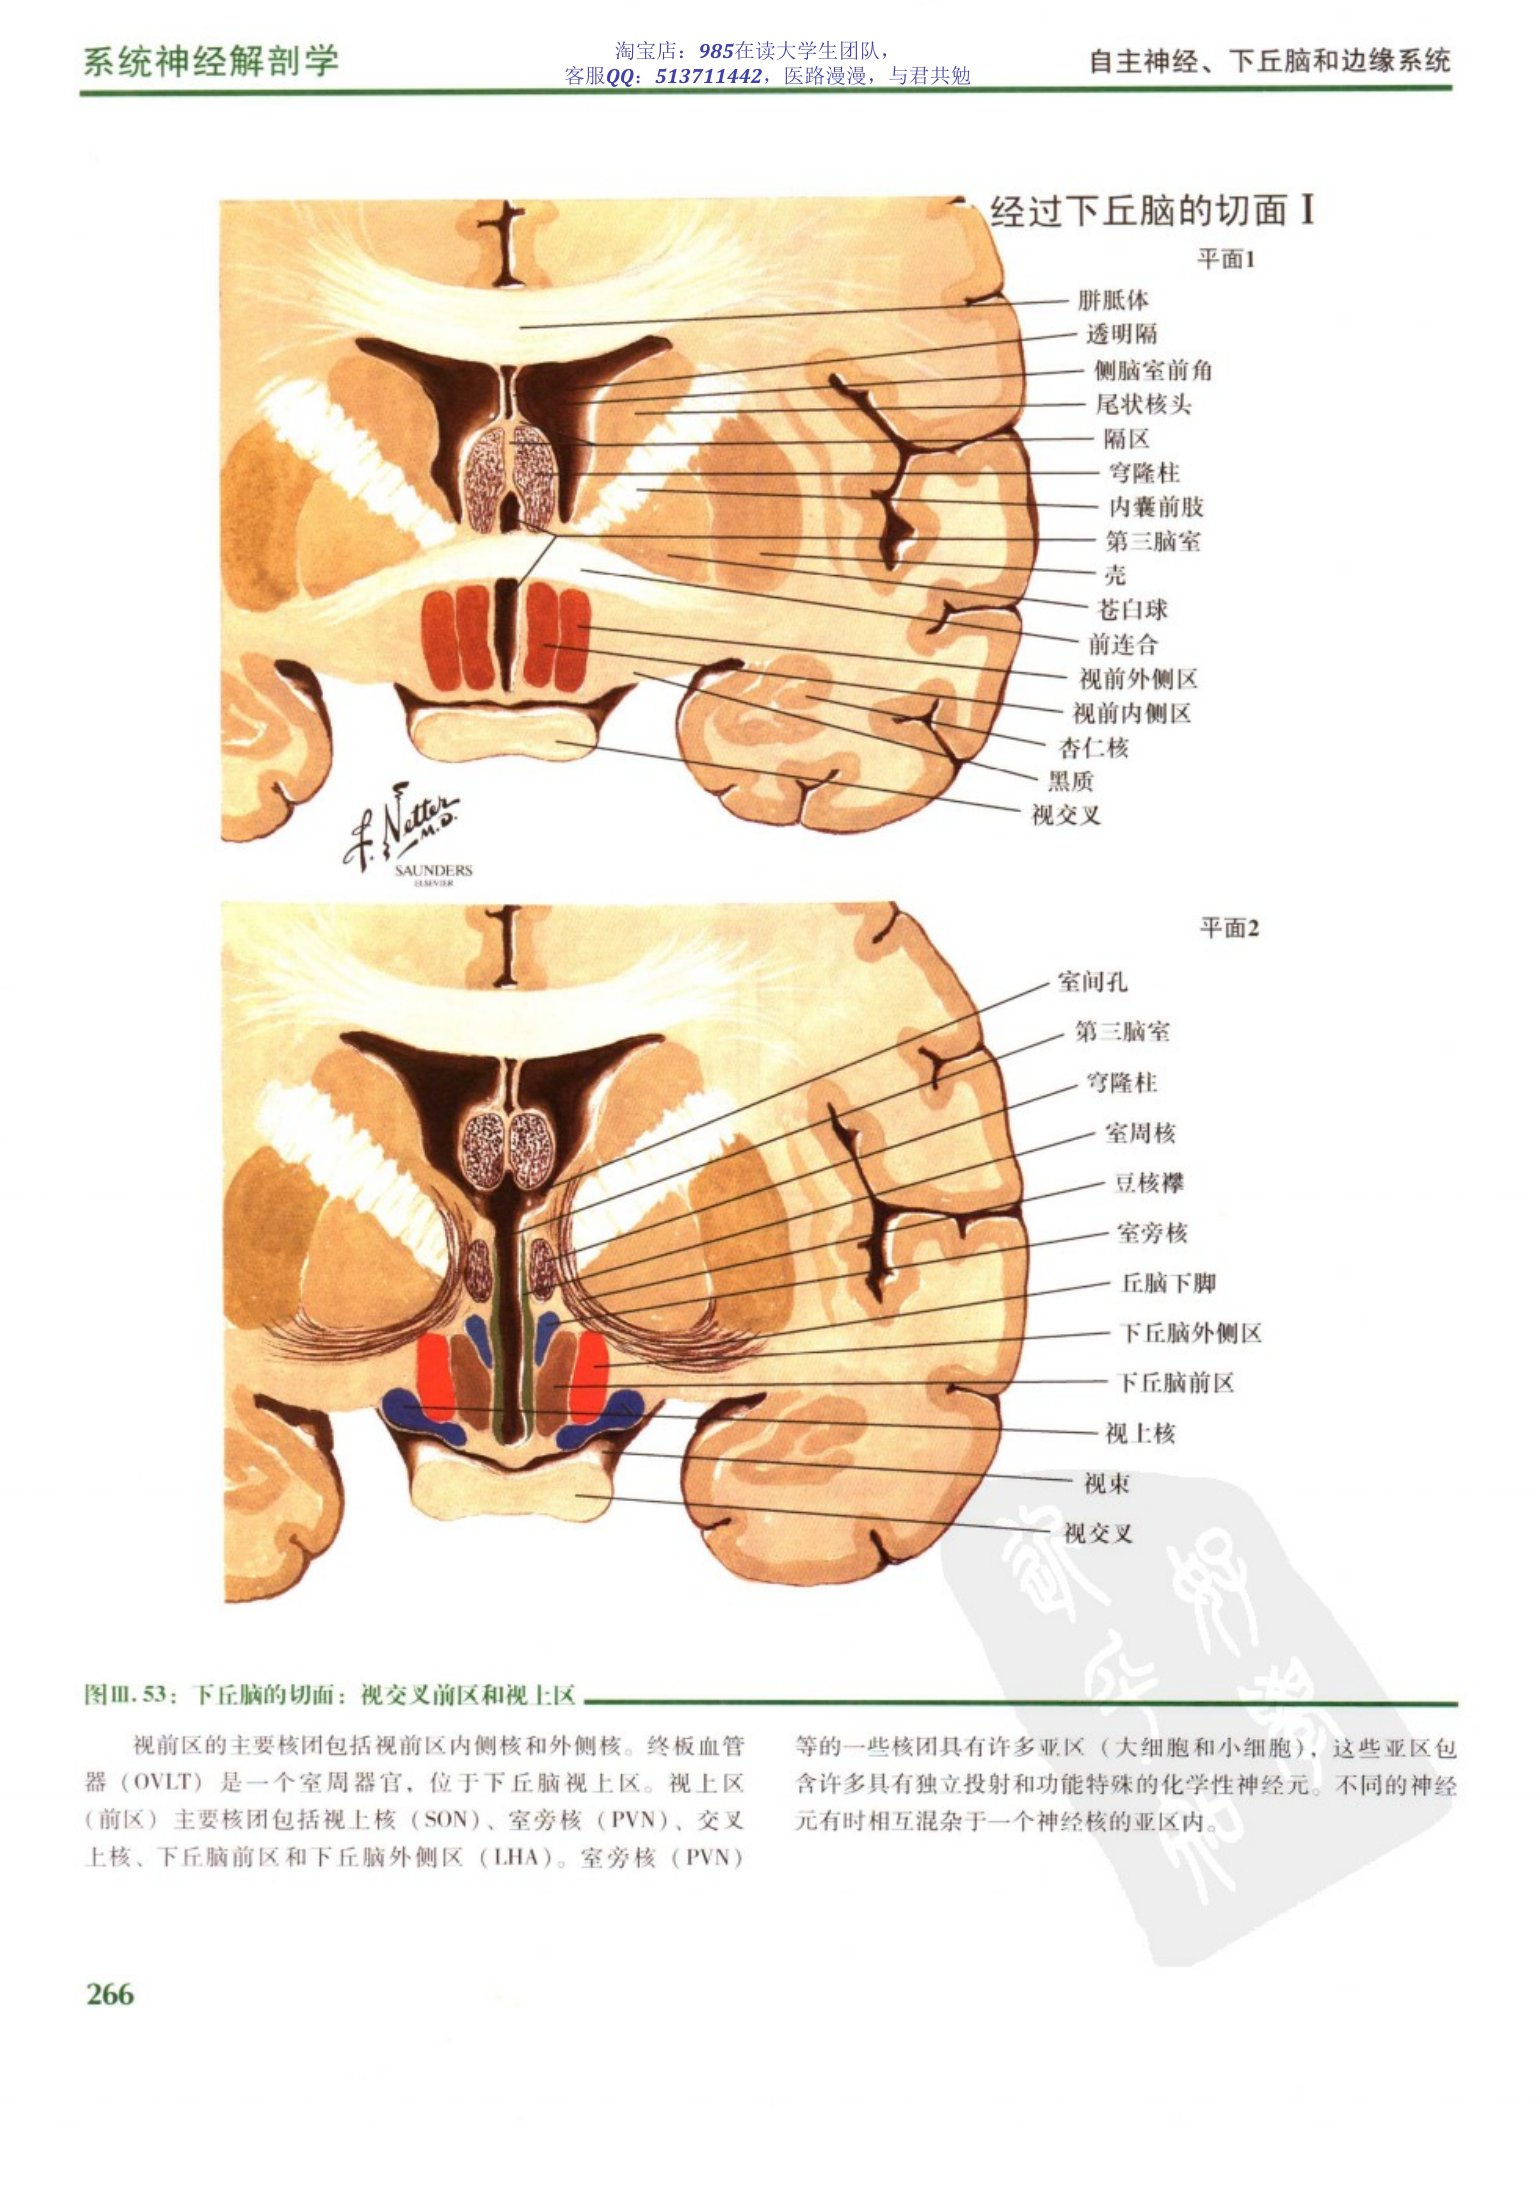 系统神经解剖学
淘宝店：985在读大学生团队，
客服QQ：513711442，医路漫漫，与君共勉
自主神经、下丘脑和边缘系统
经过下丘脑的切面 I
平面1
胼胝体
透明隔
侧脑室前角
尾状核头
隔区
穹隆柱
内囊前肢
第三脑室
壳
苍白球
前连合
视前外侧区
视前内侧区
杏仁核
黑质
视交叉
F. Netter
M.D.
SAUNDERS
ELSEVIER
平面2
室间孔
第三脑室
穹隆柱
室周核
豆核襻
室旁核
丘脑下脚
下丘脑外侧区
下丘脑前区
视上核
视束
视交叉
图III.53：下丘脑的切面：视交叉前区和视上区
视前区的主要核团包括视前区内侧核和外侧核。终板血管
器（OVLT）是一个室周器官，位于下丘脑视上区。视上区
（前区）主要核团包括视上核（SON）、室旁核（PVN）、交叉
上核、下丘脑前区和下丘脑外侧区（LHA）。室旁核（PVN）
等的一些核团具有许多亚区（大细胞和小细胞），这些亚区包
含许多具有独立投射和功能特殊的化学性神经元。不同的神经
元有时相互混杂于一个神经核的亚区内。
266